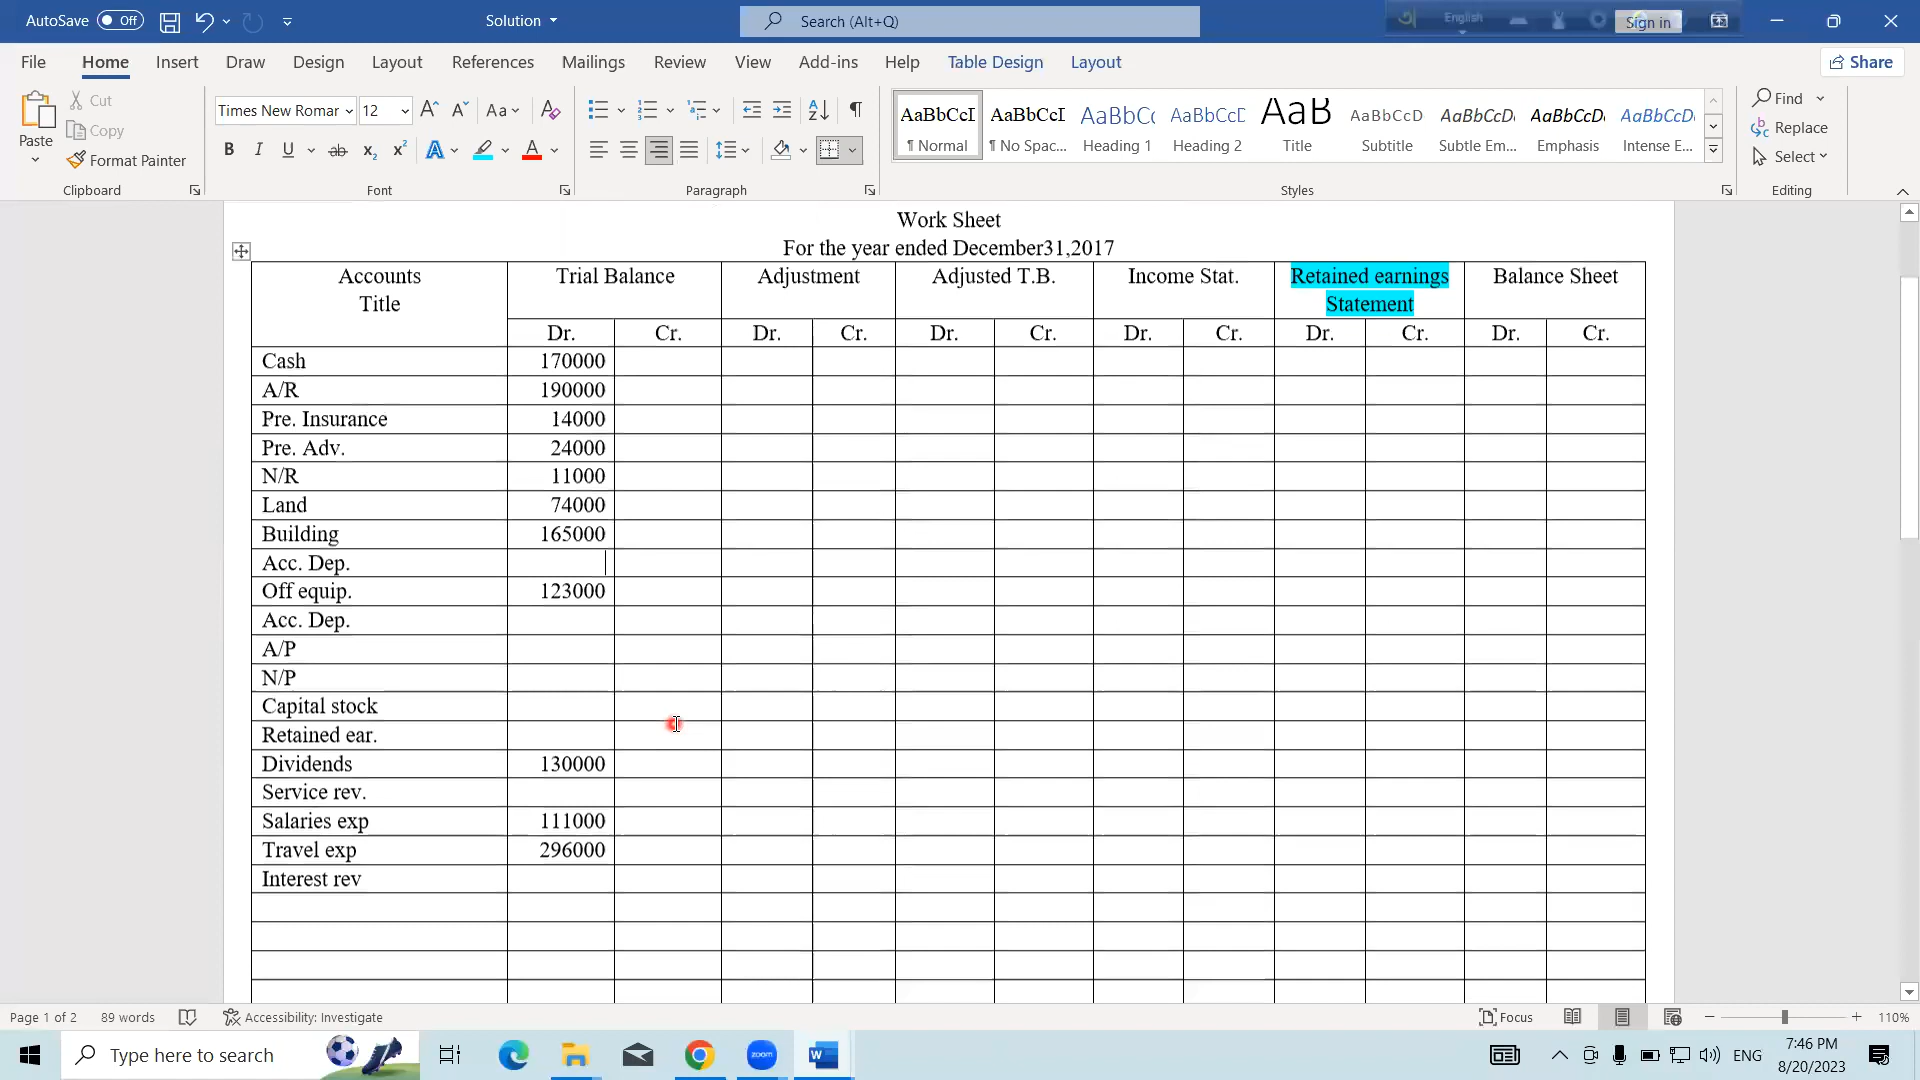 AutoSave Off
Solution
Search (Alt+Q)
English
Sign in
File Home Insert Draw Design Layout References Mailings Review View Add-ins Help Table Design Layout
Share
Paste
Cut
Copy
Format Painter
Clipboard
Times New Romar 12
Aa
B I U ab x₂ x² A A
Font
Paragraph
AaBbCcI AaBbCcI AaBbCc AaBbCcC AaB AaBbCcD AaBbCcD AaBbCcD AaBbCcD
¶ Normal ¶ No Spac... Heading 1 Heading 2 Title Subtitle Subtle Em... Emphasis Intense E...
Styles
Find
Replace
Select
Editing
Work Sheet
For the year ended December31,2017
Accounts Title Trial Balance Adjustment Adjusted T.B. Income Stat. Retained earnings Statement Balance Sheet
Dr. Cr. Dr. Cr. Dr. Cr. Dr. Cr. Dr. Cr. Dr. Cr.
Cash 170000
A/R 190000
Pre. Insurance 14000
Pre. Adv. 24000
N/R 11000
Land 74000
Building 165000
Acc. Dep.
Off equip. 123000
Acc. Dep.
A/P
N/P
Capital stock
Retained ear.
Dividends 130000
Service rev.
Salaries exp 111000
Travel exp 296000
Interest rev
Page 1 of 2 89 words Accessibility: Investigate Focus 110%
Type here to search
zoom
ENG
7:46 PM
8/20/2023